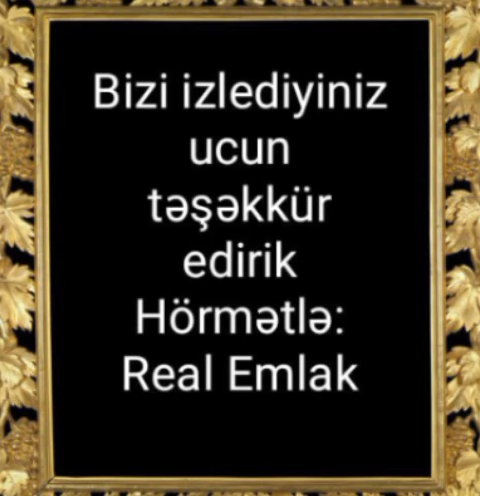 Bizi izlediyiniz
ucun
təşəkkür
edirik
Hörmətlə:
Real Emlak